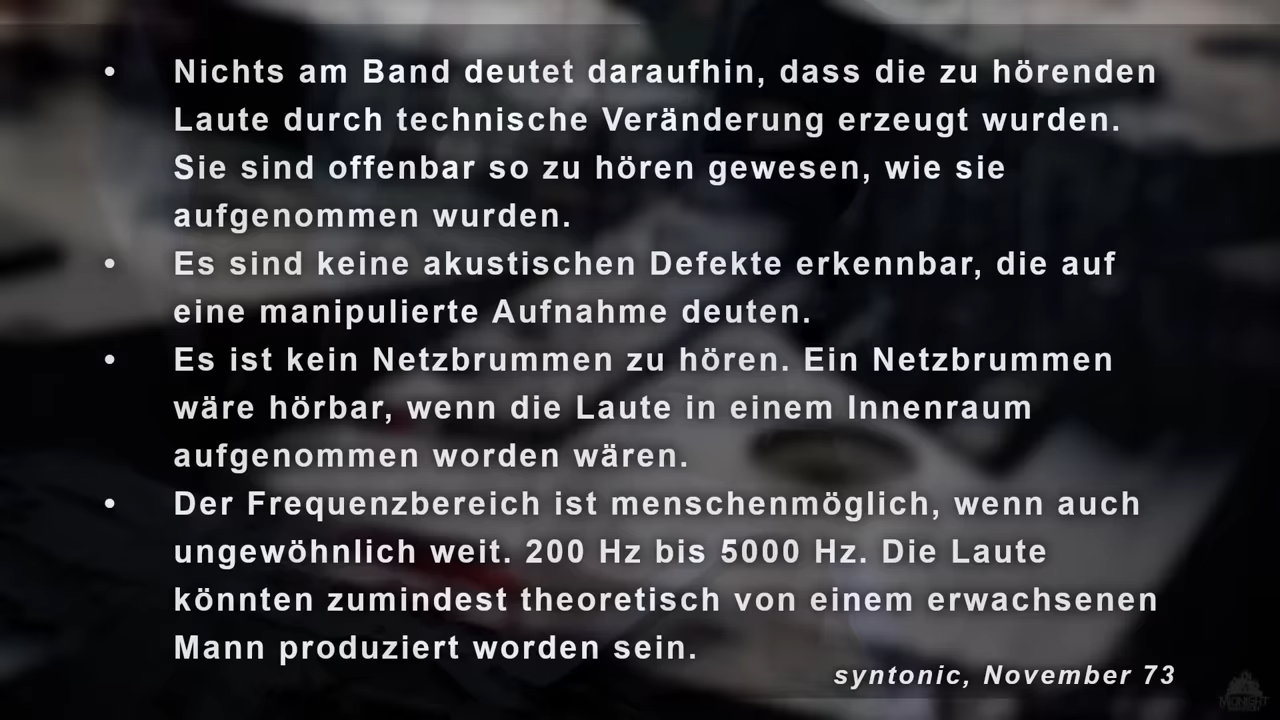 • Nichts am Band deutet daraufhin, dass die zu hörenden
Laute durch technische Veränderung erzeugt wurden.
Sie sind offenbar so zu hören gewesen, wie sie
aufgenommen wurden.
• Es sind keine akustischen Defekte erkennbar, die auf
eine manipulierte Aufnahme deuten.
• Es ist kein Netzbrummen zu hören. Ein Netzbrummen
wäre hörbar, wenn die Laute in einem Innenraum
aufgenommen worden wären.
• Der Frequenzbereich ist menschenmöglich, wenn auch
ungewöhnlich weit. 200 Hz bis 5000 Hz. Die Laute
könnten zumindest theoretisch von einem erwachsenen
Mann produziert worden sein.
syntonic, November 73